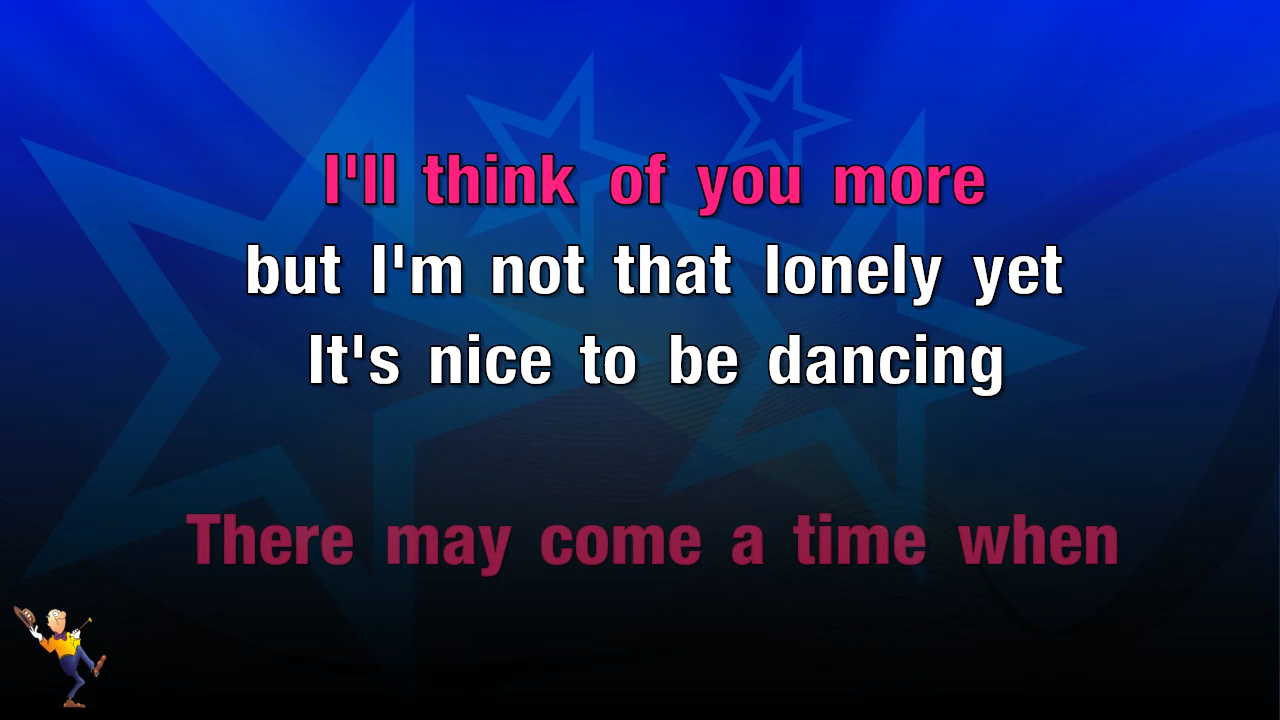 I'll think of you more
but I'm not that lonely yet
It's nice to be dancing
There may come a time when